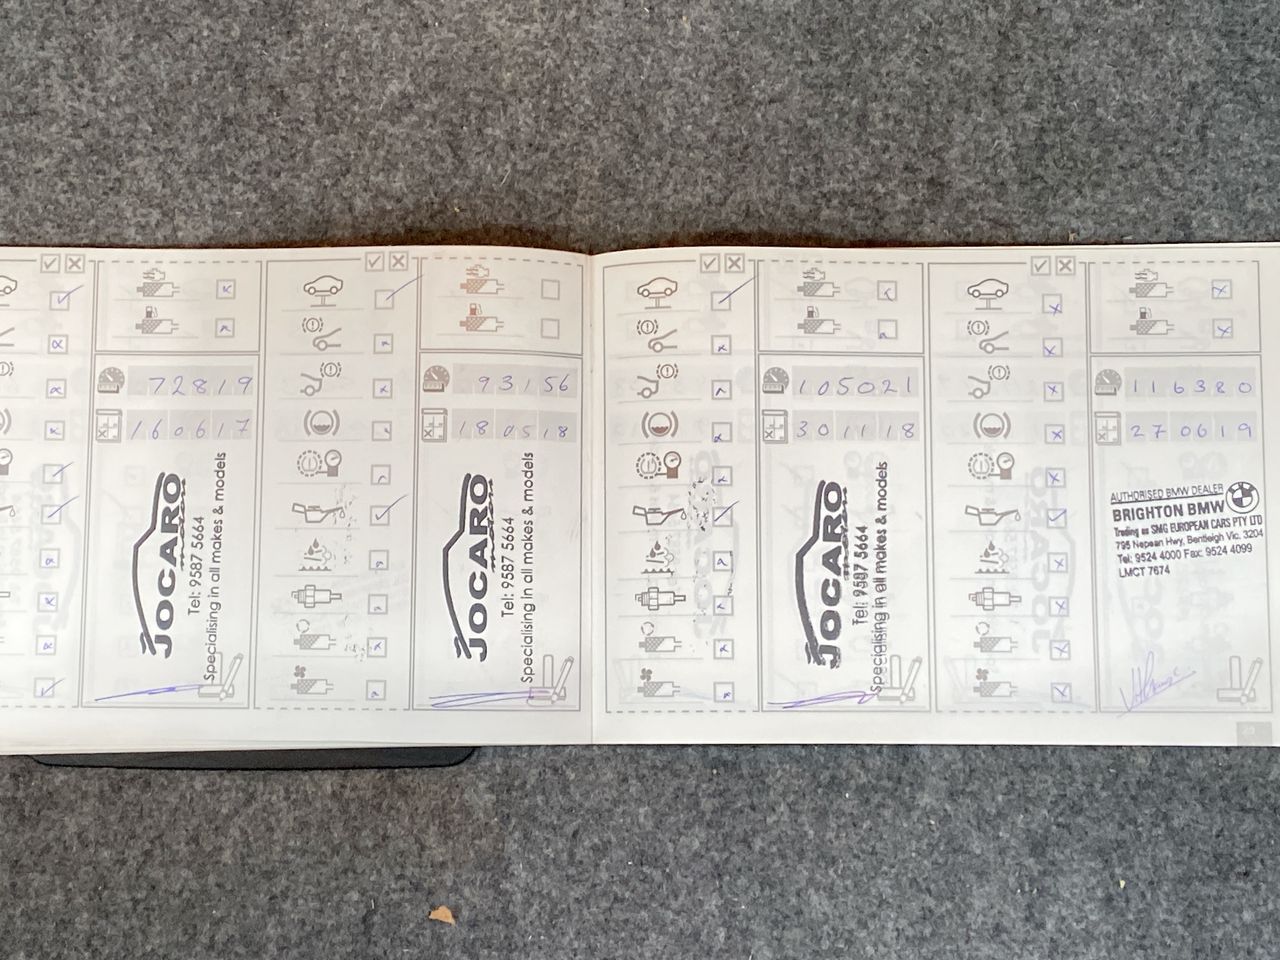 72819
160617
JOCARO
Tel: 9587 5664
Specialising in all makes & models
93156
180518
JOCARO
Tel: 9587 5664
Specialising in all makes & models
105021
301118
JOCARO
Tel: 9587 5664
Specialising in all makes & models
116380
270619
AUTHORISED BMW DEALER
BRIGHTON BMW
Trading as SMG EUROPEAN CARS PTY LTD
795 Nepean Hwy, Bentleigh Vic. 3204
Tel: 9524 4000 Fax: 9524 4099
LMCT 7674